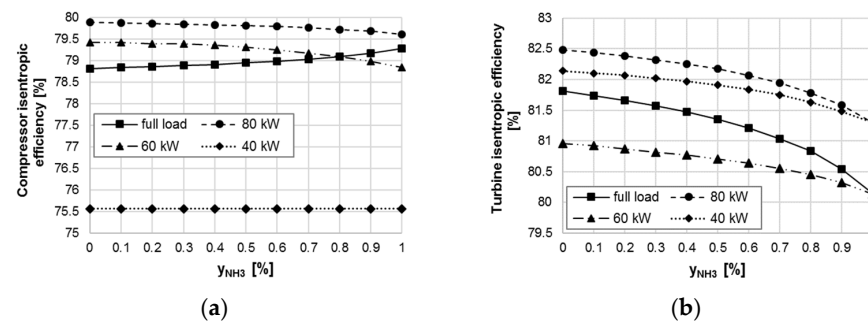 Compressor isentropic
efficiency [%]
80
79.5
79
78.5
78
77.5
77
76.5
76
75.5
75
full load
80 kW
60 kW
40 kW
0 0.1 0.2 0.3 0.4 0.5 0.6 0.7 0.8 0.9 1
yNH3 [%]
(a)
Turbine isentropic efficiency
[%]
83
82.5
82
81.5
81
80.5
80
79.5
full load
80 kW
60 kW
40 kW
0 0.1 0.2 0.3 0.4 0.5 0.6 0.7 0.8 0.9
yNH3 [%]
(b)